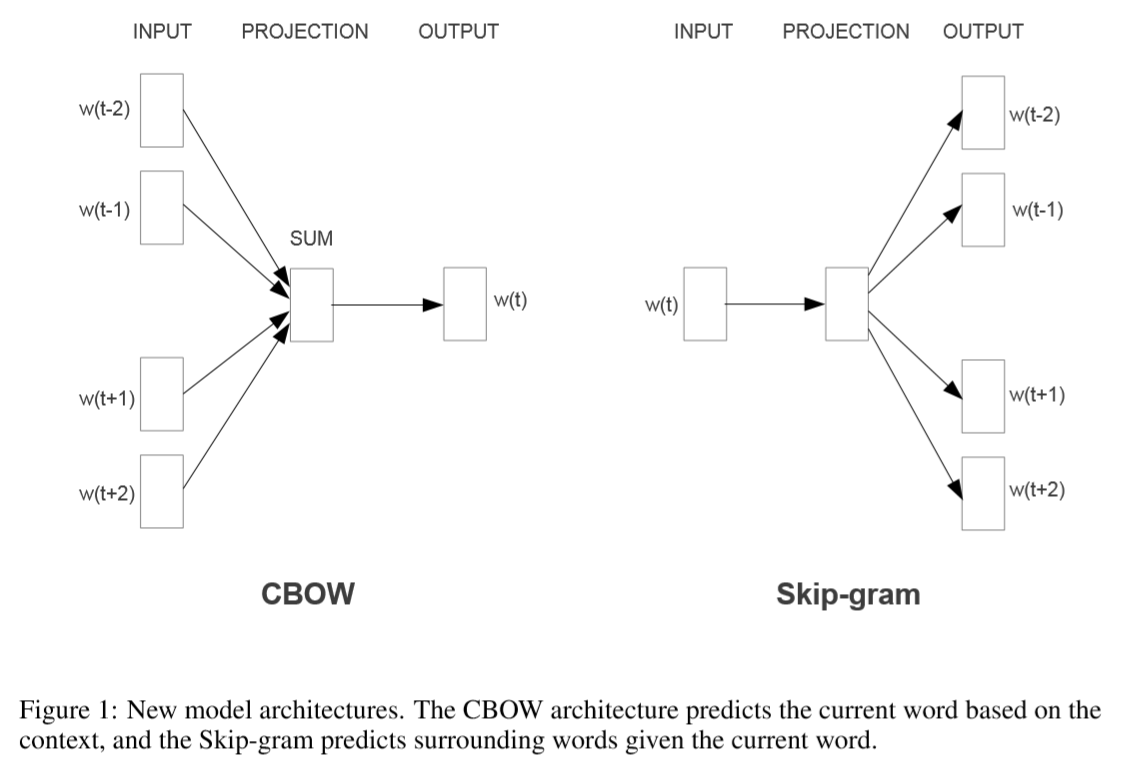 INPUT PROJECTION OUTPUT
w(t-2)
w(t-1)
SUM
w(t)
w(t+1)
w(t+2)
CBOW
INPUT PROJECTION OUTPUT
w(t-2)
w(t-1)
w(t)
w(t+1)
w(t+2)
Skip-gram
Figure 1: New model architectures. The CBOW architecture predicts the current word based on the
context, and the Skip-gram predicts surrounding words given the current word.